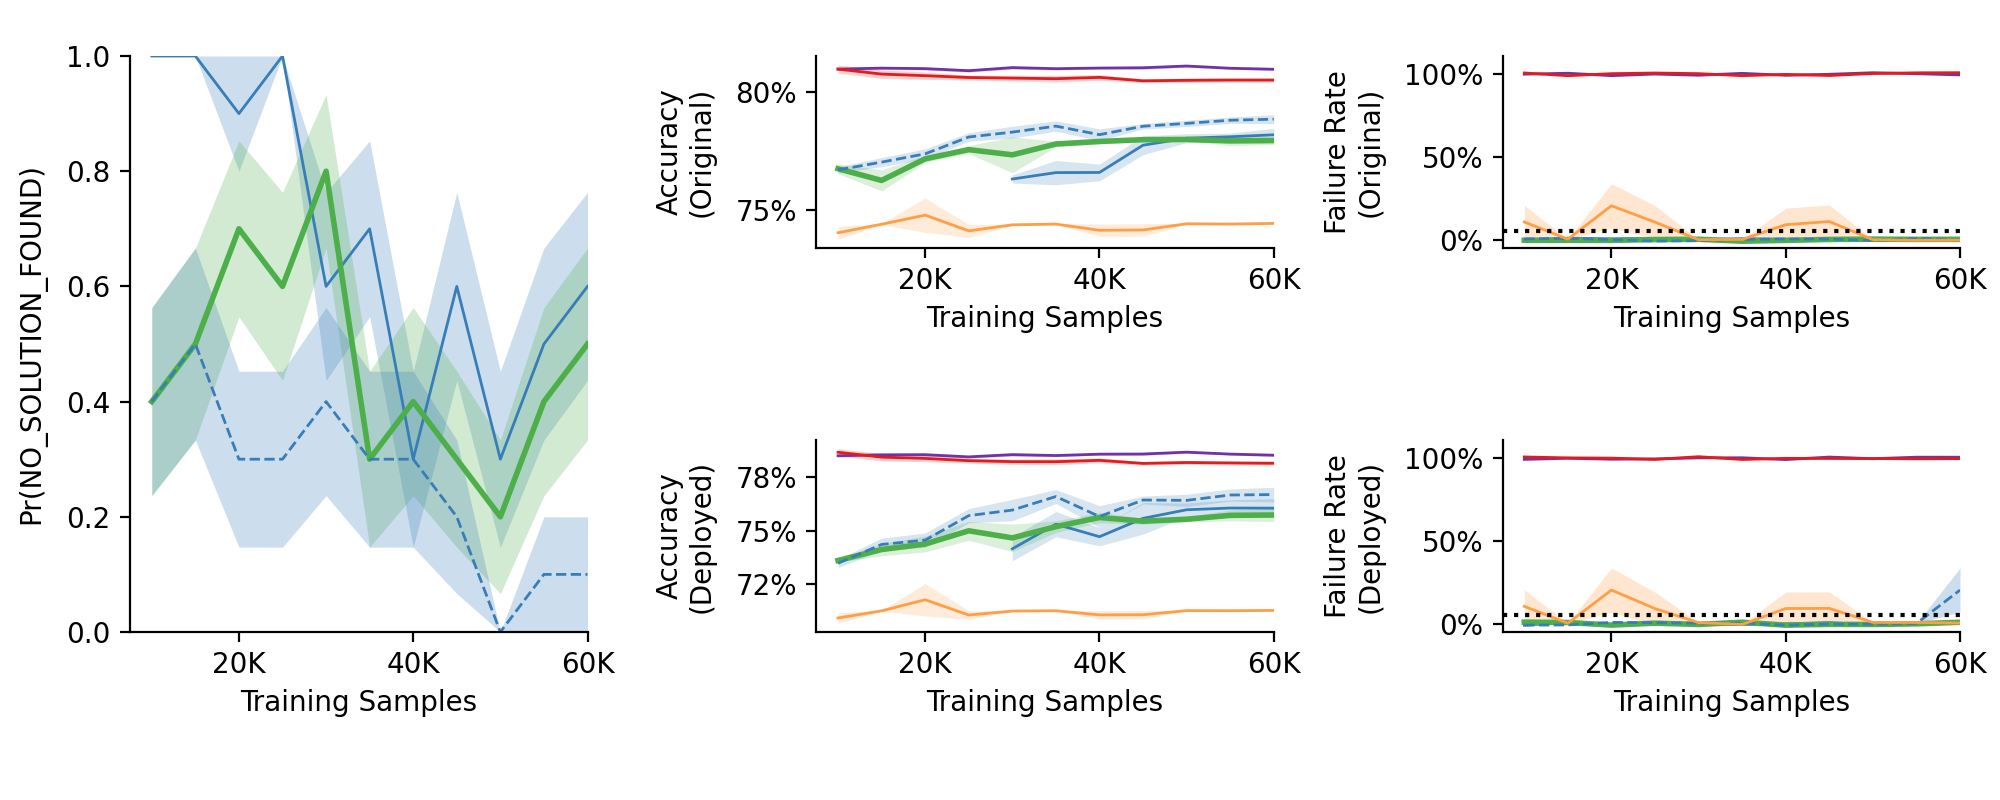 Pr(NO_SOLUTION_FOUND)
1.0
0.8
0.6
0.4
0.2
0.0
20K 40K 60K
Training Samples
Accuracy
(Original)
80%
75%
20K 40K 60K
Training Samples
Failure Rate
(Original)
100%
50%
0%
20K 40K 60K
Training Samples
Accuracy
(Deployed)
78%
75%
72%
20K 40K 60K
Training Samples
Failure Rate
(Deployed)
100%
50%
0%
20K 40K 60K
Training Samples